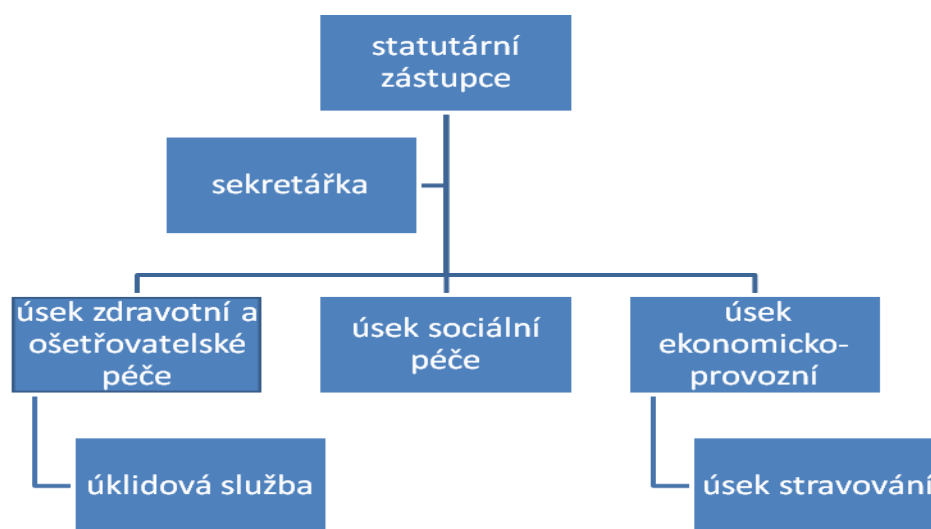 statutární
zástupce
sekretářka
úsek zdravotní a
ošetřovatelské
péče
úsek sociální
péče
úsek
ekonomicko-
provozní
úklidová služba
úsek stravování